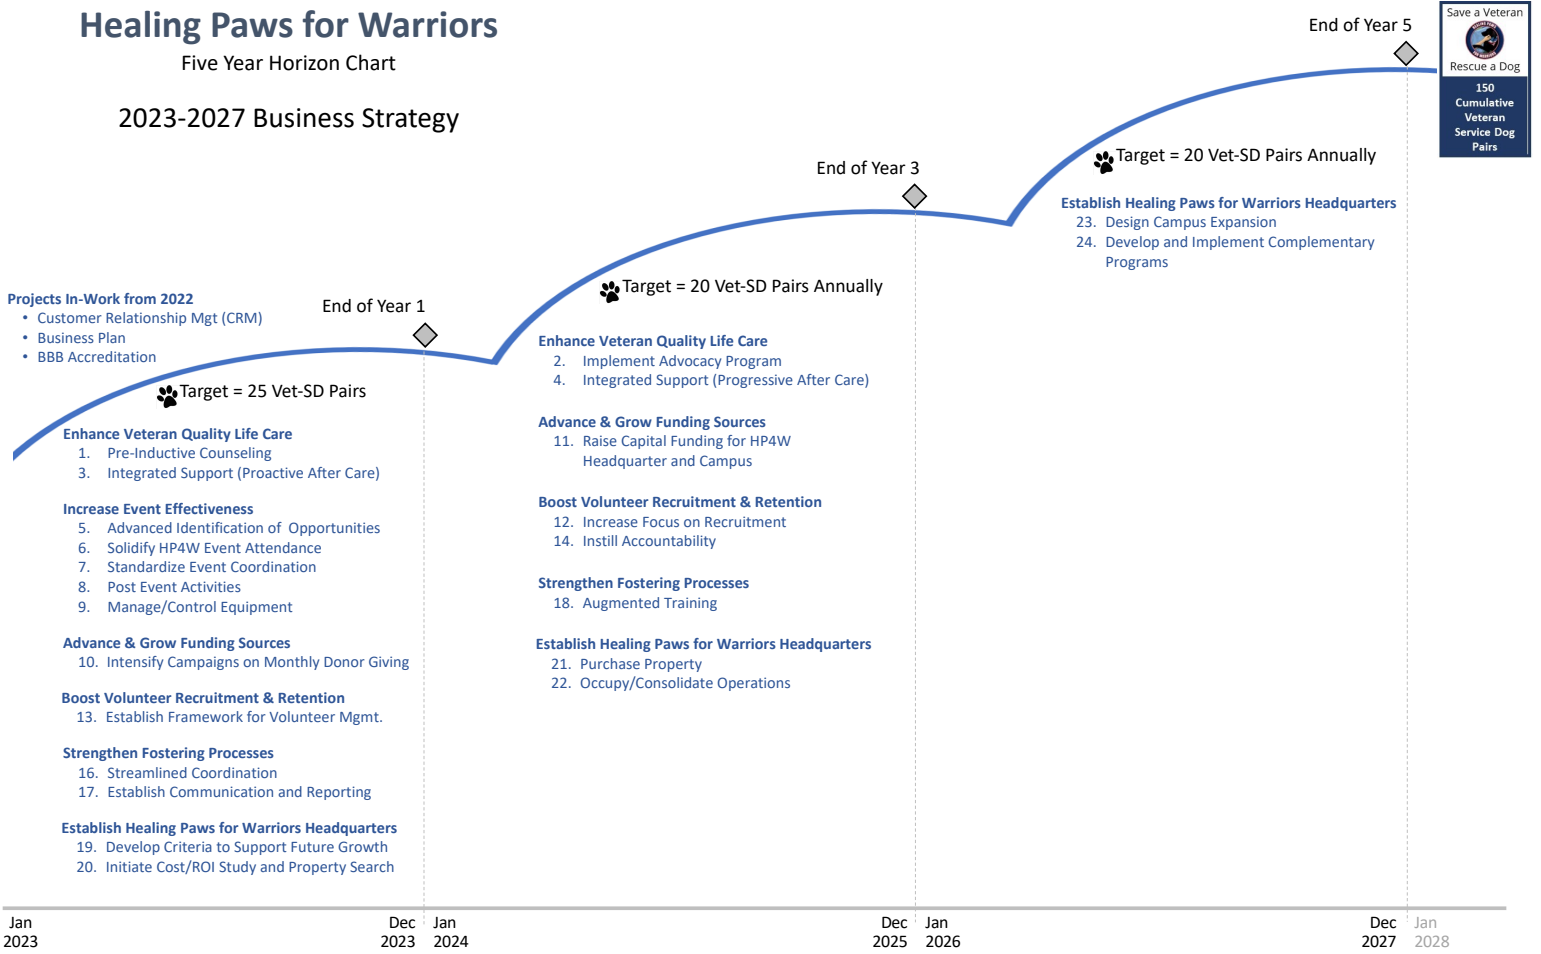 Healing Paws for Warriors
Five Year Horizon Chart
2023-2027 Business Strategy
End of Year 5
Save a Veteran
Rescue a Dog
150
Cumulative
Veteran
Service Dog
Pairs
Target = 20 Vet-SD Pairs Annually
Establish Healing Paws for Warriors Headquarters
23. Design Campus Expansion
24. Develop and Implement Complementary
Programs
End of Year 3
Target = 20 Vet-SD Pairs Annually
Enhance Veteran Quality Life Care
2. Implement Advocacy Program
4. Integrated Support (Progressive After Care)
Advance & Grow Funding Sources
11. Raise Capital Funding for HP4W
Headquarter and Campus
Boost Volunteer Recruitment & Retention
12. Increase Focus on Recruitment
14. Instill Accountability
Strengthen Fostering Processes
18. Augmented Training
Establish Healing Paws for Warriors Headquarters
21. Purchase Property
22. Occupy/Consolidate Operations
Projects In-Work from 2022
• Customer Relationship Mgt (CRM)
• Business Plan
• BBB Accreditation
End of Year 1
Target = 25 Vet-SD Pairs
Enhance Veteran Quality Life Care
1. Pre-Inductive Counseling
3. Integrated Support (Proactive After Care)
Increase Event Effectiveness
5. Advanced Identification of Opportunities
6. Solidify HP4W Event Attendance
7. Standardize Event Coordination
8. Post Event Activities
9. Manage/Control Equipment
Advance & Grow Funding Sources
10. Intensify Campaigns on Monthly Donor Giving
Boost Volunteer Recruitment & Retention
13. Establish Framework for Volunteer Mgmt.
Strengthen Fostering Processes
16. Streamlined Coordination
17. Establish Communication and Reporting
Establish Healing Paws for Warriors Headquarters
19. Develop Criteria to Support Future Growth
20. Initiate Cost/ROI Study and Property Search
Jan
2023
Dec
2023
Jan
2024
Dec
2025
Jan
2026
Dec
2027
Jan
2028